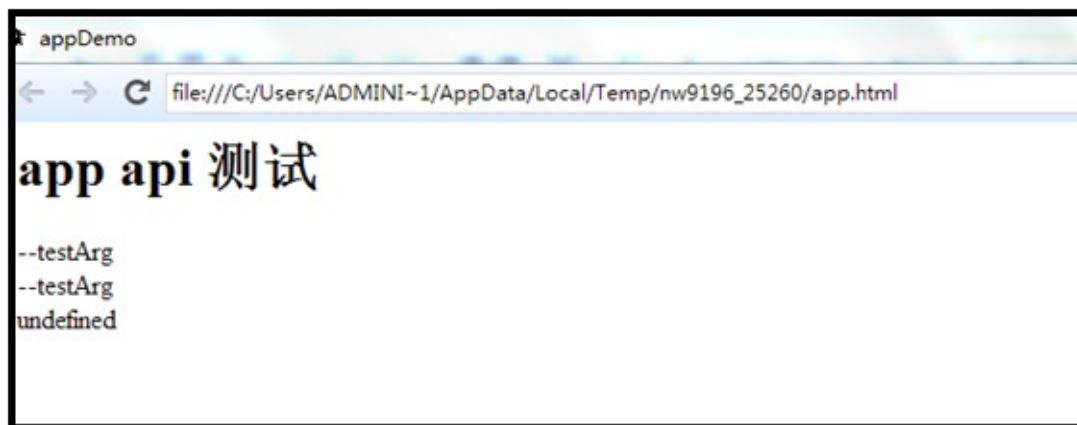 appDemo
file:///C:/Users/ADMINI~1/AppData/Local/Temp/nw9196_25260/app.html
app api 测试
--testArg
--testArg
undefined